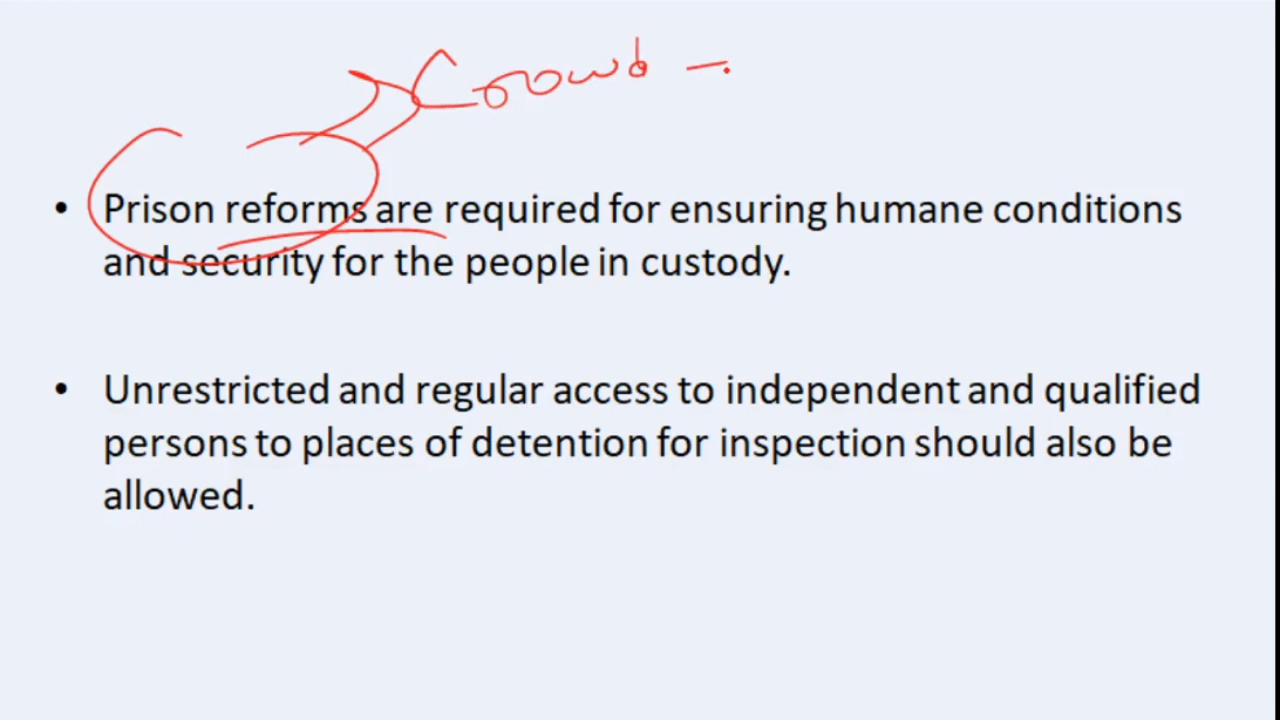 Crowd -.
• Prison reforms are required for ensuring humane conditions
and security for the people in custody.
• Unrestricted and regular access to independent and qualified
persons to places of detention for inspection should also be
allowed.